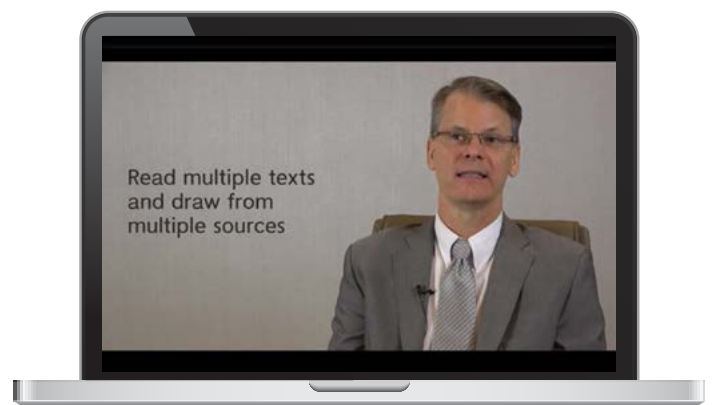 Read multiple texts
and draw from
multiple sources